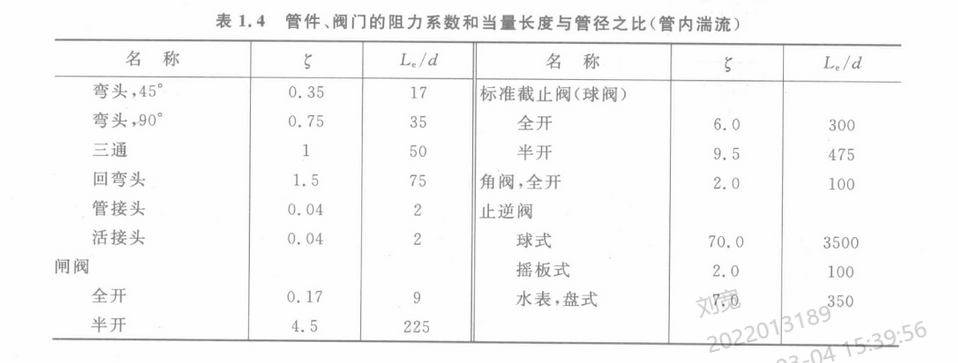 表 1.4 管件、阀门的阻力系数和当量长度与管径之比(管内湍流)
名 称 ζ Le/d 名 称 ζ Le/d
弯头,45° 0.35 17 标准截止阀(球阀)
弯头,90° 0.75 35 全开 6.0 300
三通 1 50 半开 9.5 475
回弯头 1.5 75 角阀,全开 2.0 100
管接头 0.04 2 止逆阀
活接头 0.04 2 球式 70.0 3500
闸阀 摇板式 2.0 100
全开 0.17 9 水表,盘式 7.0 350
半开 4.5 225
刘宽
2022013189
03-04 15:39:56